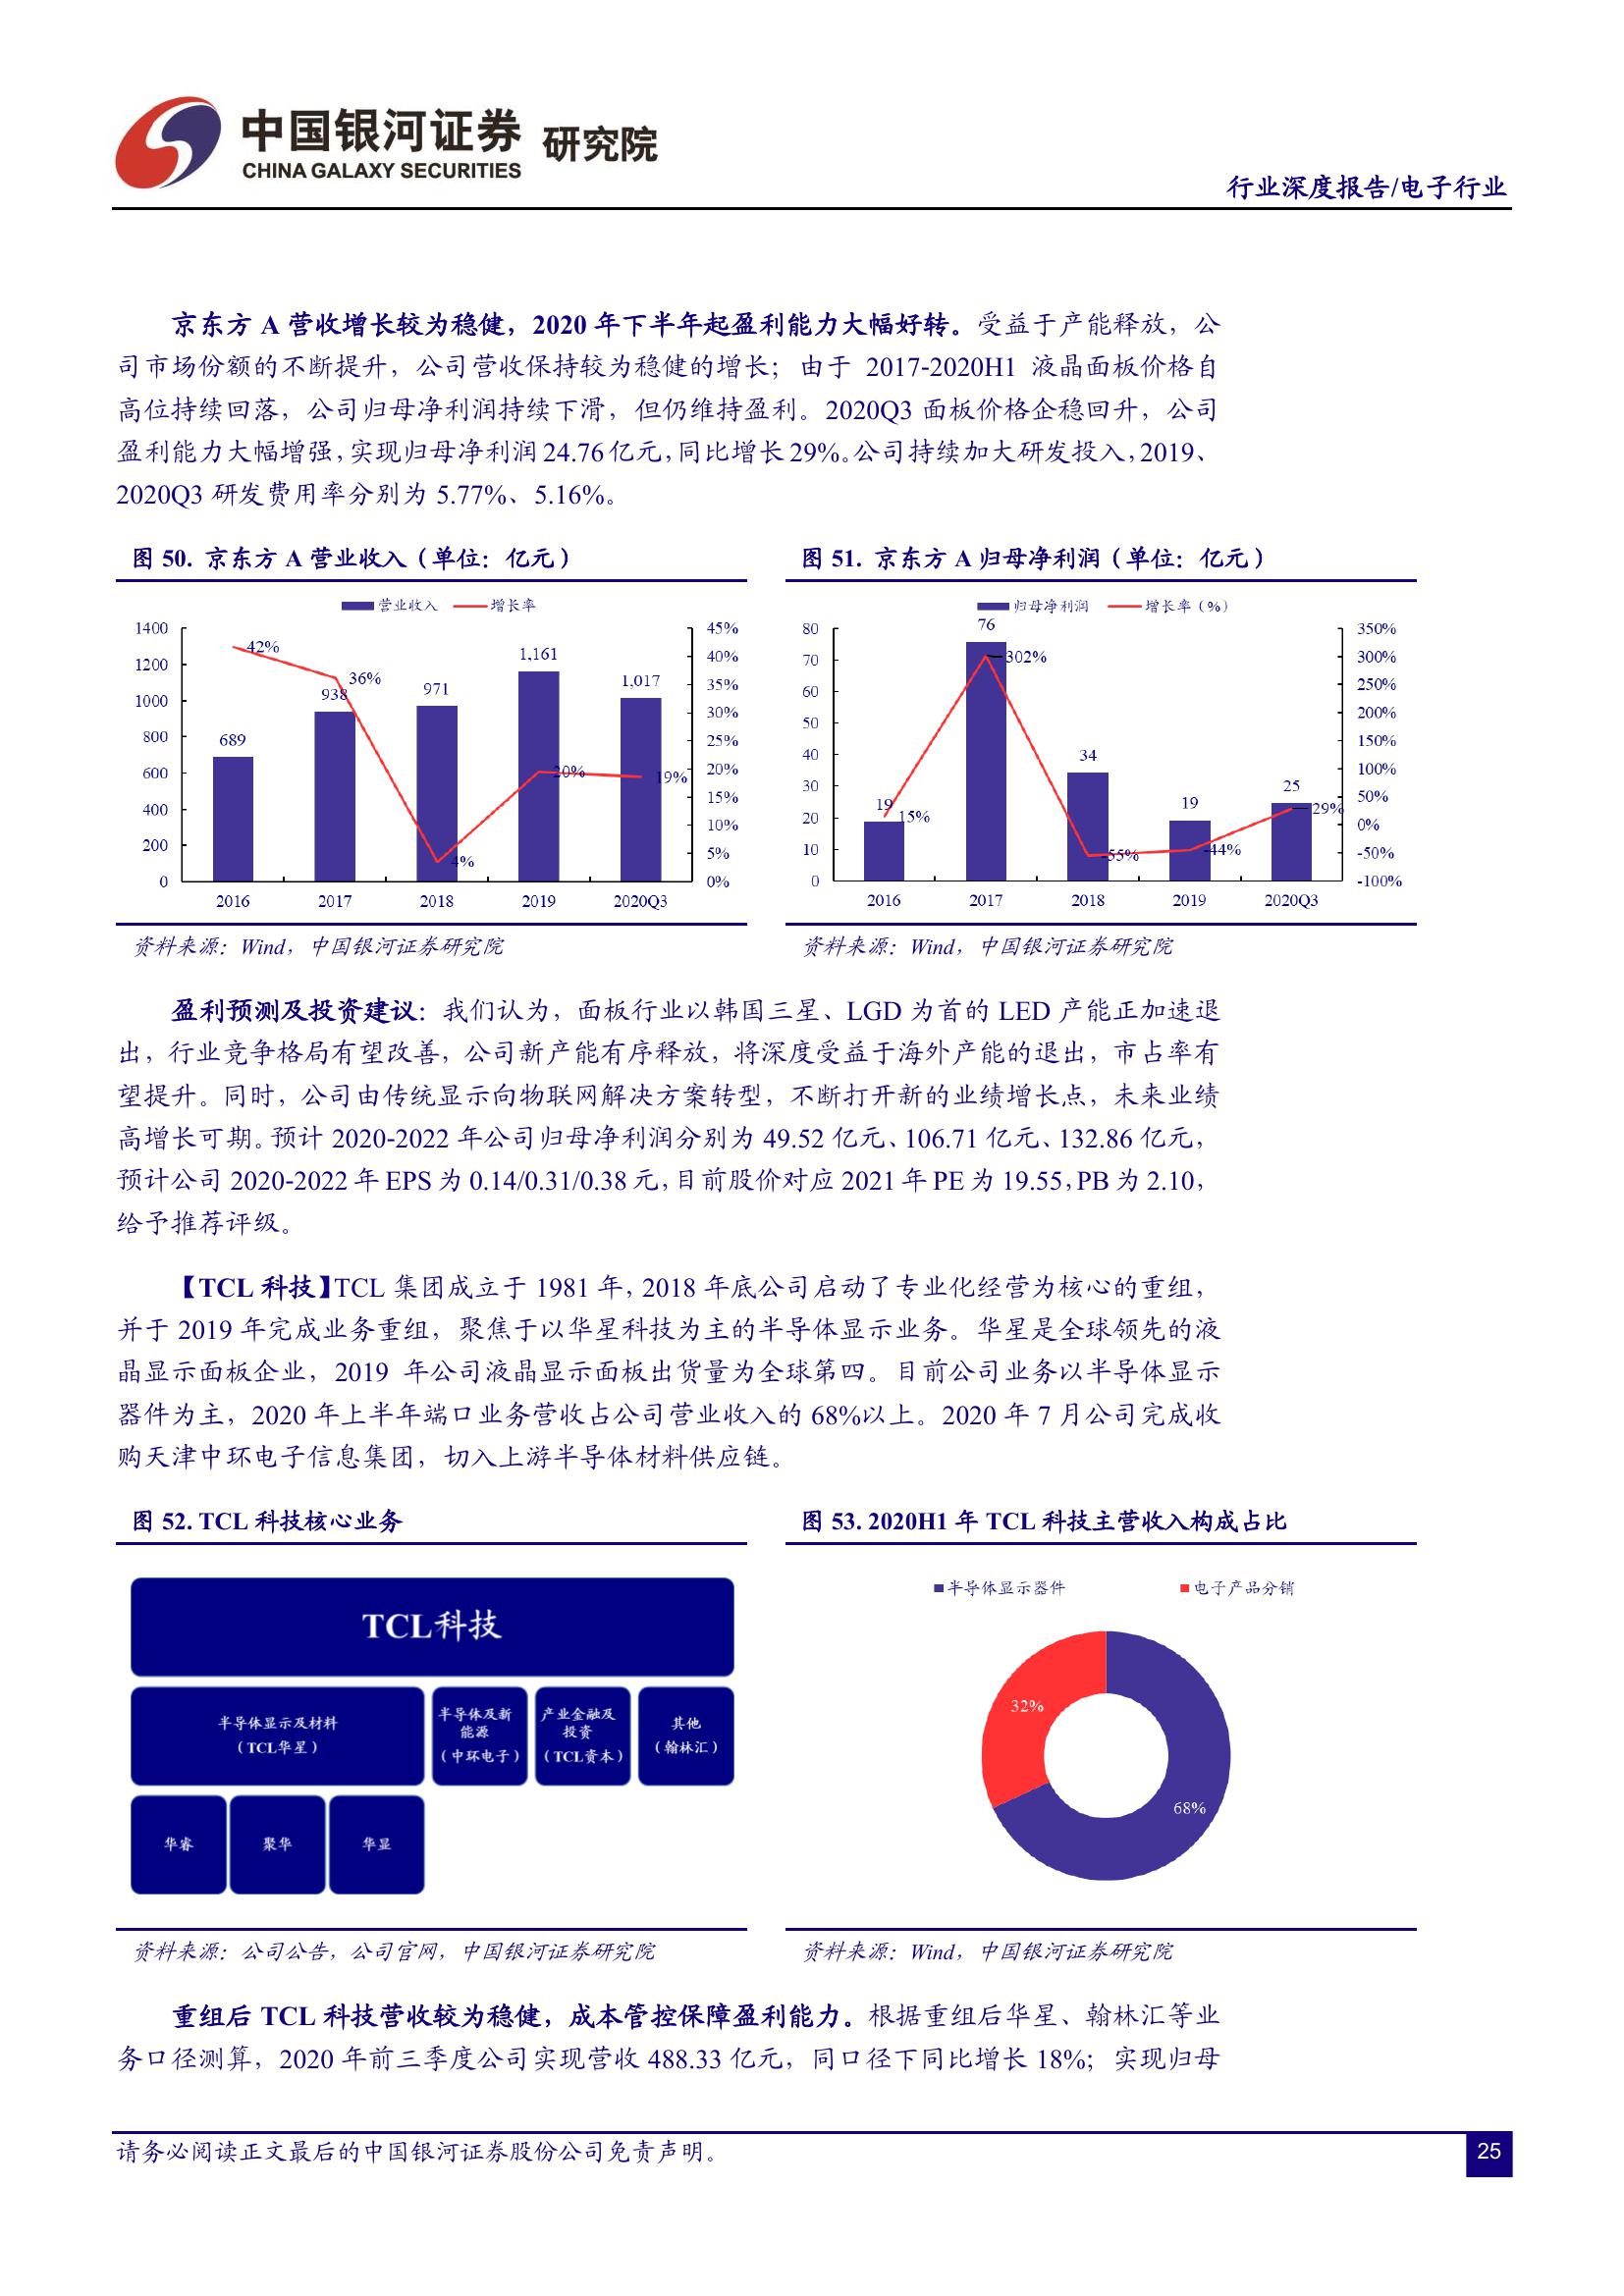 中国银河证券 研究院
CHINA GALAXY SECURITIES
行业深度报告/电子行业
京东方 A 营收增长较为稳健，2020 年下半年起盈利能力大幅好转。受益于产能释放，公
司市场份额的不断提升，公司营收保持较为稳健的增长；由于 2017-2020H1 液晶面板价格自
高位持续回落，公司归母净利润持续下滑，但仍维持盈利。2020Q3 面板价格企稳回升，公司
盈利能力大幅增强，实现归母净利润 24.76 亿元，同比增长 29%。公司持续加大研发投入，2019、
2020Q3 研发费用率分别为 5.77%、5.16%。
图 50. 京东方 A 营业收入（单位：亿元）
营业收入 增长率
1400
1200
1000
800
600
400
200
0
45%
40%
35%
30%
25%
20%
15%
10%
5%
0%
689
938
971
1,161
1,017
42%
36%
4%
20%
19%
2016 2017 2018 2019 2020Q3
资料来源：Wind，中国银河证券研究院
图 51. 京东方 A 归母净利润（单位：亿元）
归母净利润 增长率（%）
80
70
60
50
40
30
20
10
0
350%
300%
250%
200%
150%
100%
50%
0%
-50%
-100%
19
76
34
19
25
15%
302%
-55%
-44%
29%
2016 2017 2018 2019 2020Q3
资料来源：Wind，中国银河证券研究院
盈利预测及投资建议：我们认为，面板行业以韩国三星、LGD 为首的 LED 产能正加速退
出，行业竞争格局有望改善，公司新产能有序释放，将深度受益于海外产能的退出，市占率有
望提升。同时，公司由传统显示向物联网解决方案转型，不断打开新的业绩增长点，未来业绩
高增长可期。预计 2020-2022 年公司归母净利润分别为 49.52 亿元、106.71 亿元、132.86 亿元，
预计公司 2020-2022 年 EPS 为 0.14/0.31/0.38 元，目前股价对应 2021 年 PE 为 19.55，PB 为 2.10，
给予推荐评级。
【TCL 科技】TCL 集团成立于 1981 年，2018 年底公司启动了专业化经营为核心的重组，
并于 2019 年完成业务重组，聚焦于以华星科技为主的半导体显示业务。华星是全球领先的液
晶显示面板企业，2019 年公司液晶显示面板出货量为全球第四。目前公司业务以半导体显示
器件为主，2020 年上半年端口业务营收占公司营业收入的 68%以上。2020 年 7 月公司完成收
购天津中环电子信息集团，切入上游半导体材料供应链。
图 52. TCL 科技核心业务
TCL科技
半导体显示及材料
（TCL华星）
半导体及新
能源
（中环电子）
产业金融及
投资
（TCL资本）
其他
（翰林汇）
华睿
聚华
华显
资料来源：公司公告，公司官网，中国银河证券研究院
图 53. 2020H1 年 TCL 科技主营收入构成占比
半导体显示器件 电子产品分销
32%
68%
资料来源：Wind，中国银河证券研究院
重组后 TCL 科技营收较为稳健，成本管控保障盈利能力。根据重组后华星、翰林汇等业
务口径测算，2020 年前三季度公司实现营收 488.33 亿元，同口径下同比增长 18%；实现归母
请务必阅读正文最后的中国银河证券股份公司免责声明。
25